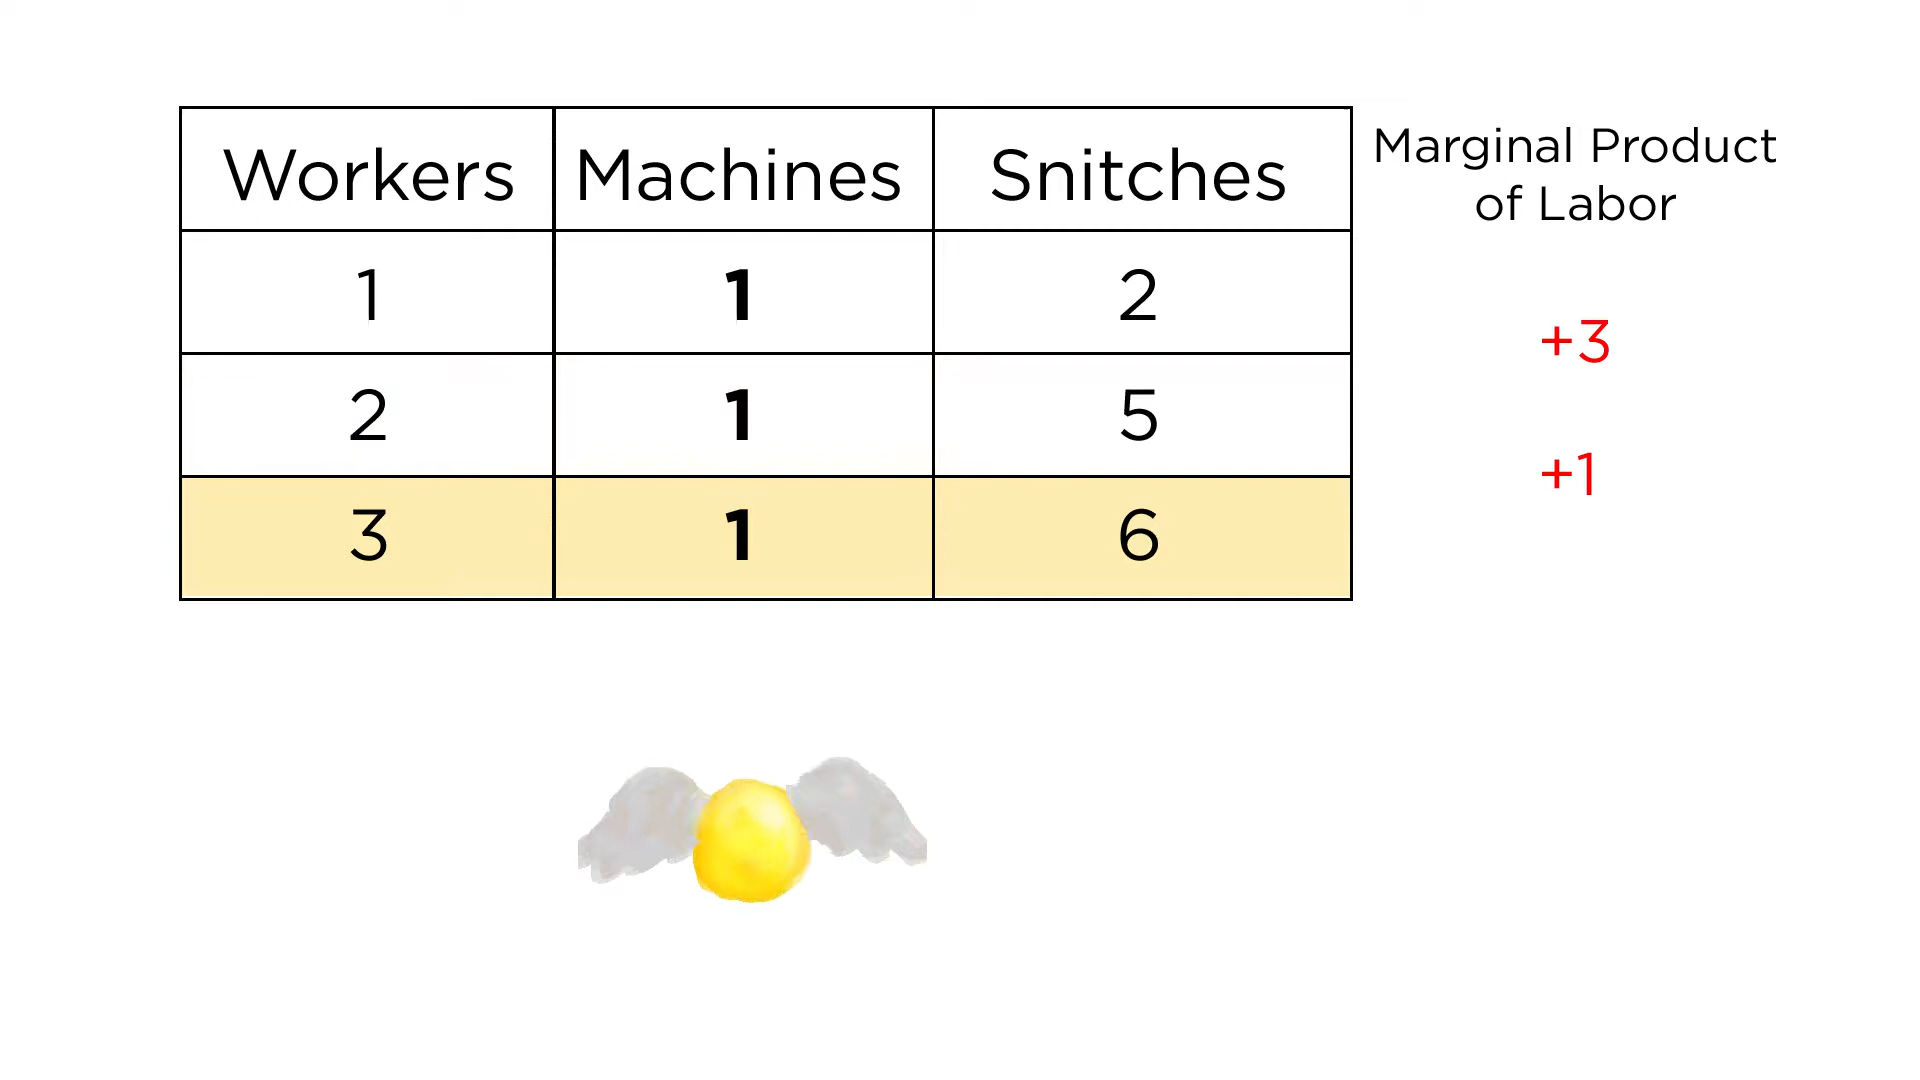 Workers Machines Snitches Marginal Product
of Labor
1 1 2
+3
2 1 5
+1
3 1 6